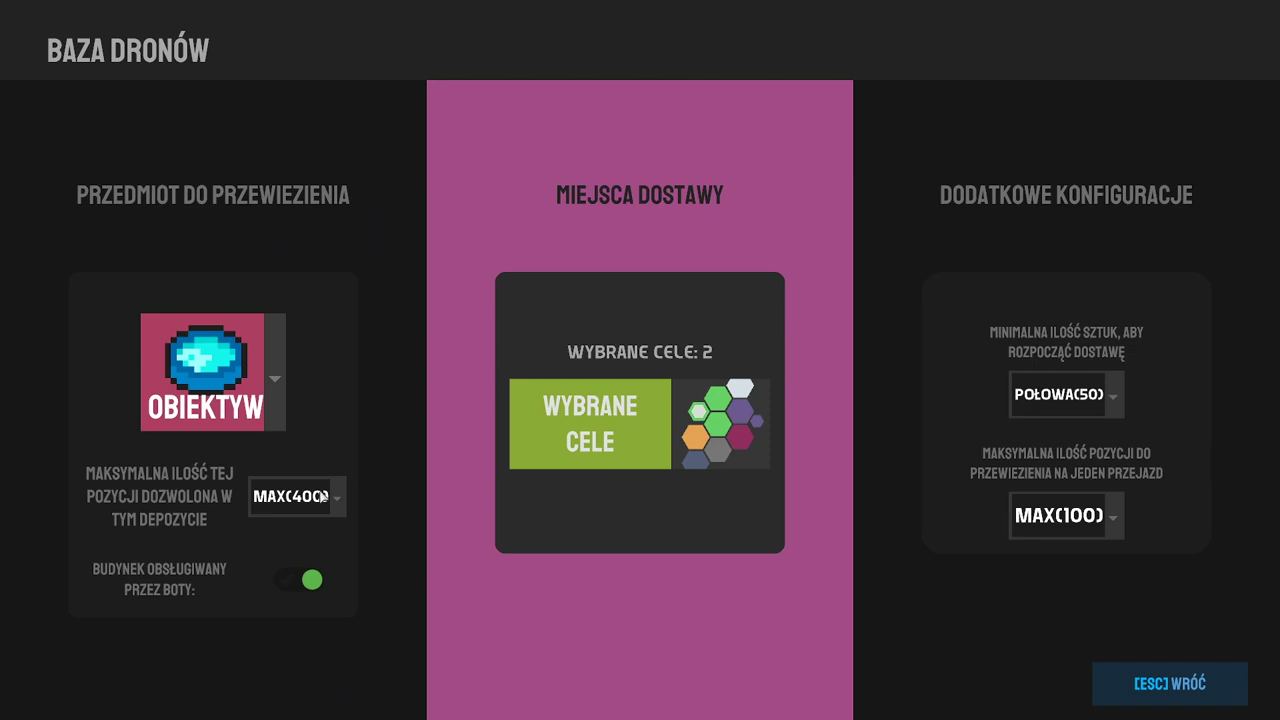 BAZA DRONÓW
PRZEDMIOT DO PRZEWIEZIENIA
OBIEKTYW
MAKSYMALNA ILOŚĆ TEJ
POZYCJI DOZWOLONA W
TYM DEPOZYCIE
MAX(400)
BUDYNEK OBSŁUGIWANY
PRZEZ BOTY:
MIEJSCA DOSTAWY
WYBRANE CELE: 2
WYBRANE
CELE
DODATKOWE KONFIGURACJE
MINIMALNA ILOŚĆ SZTUK, ABY
ROZPOCZĄĆ DOSTAWĘ
POŁOWA(50)
MAKSYMALNA ILOŚĆ POZYCJI DO
PRZEWIEZIENIA NA JEDEN PRZEJAZD
MAX(100)
[ESC] WRÓĆ